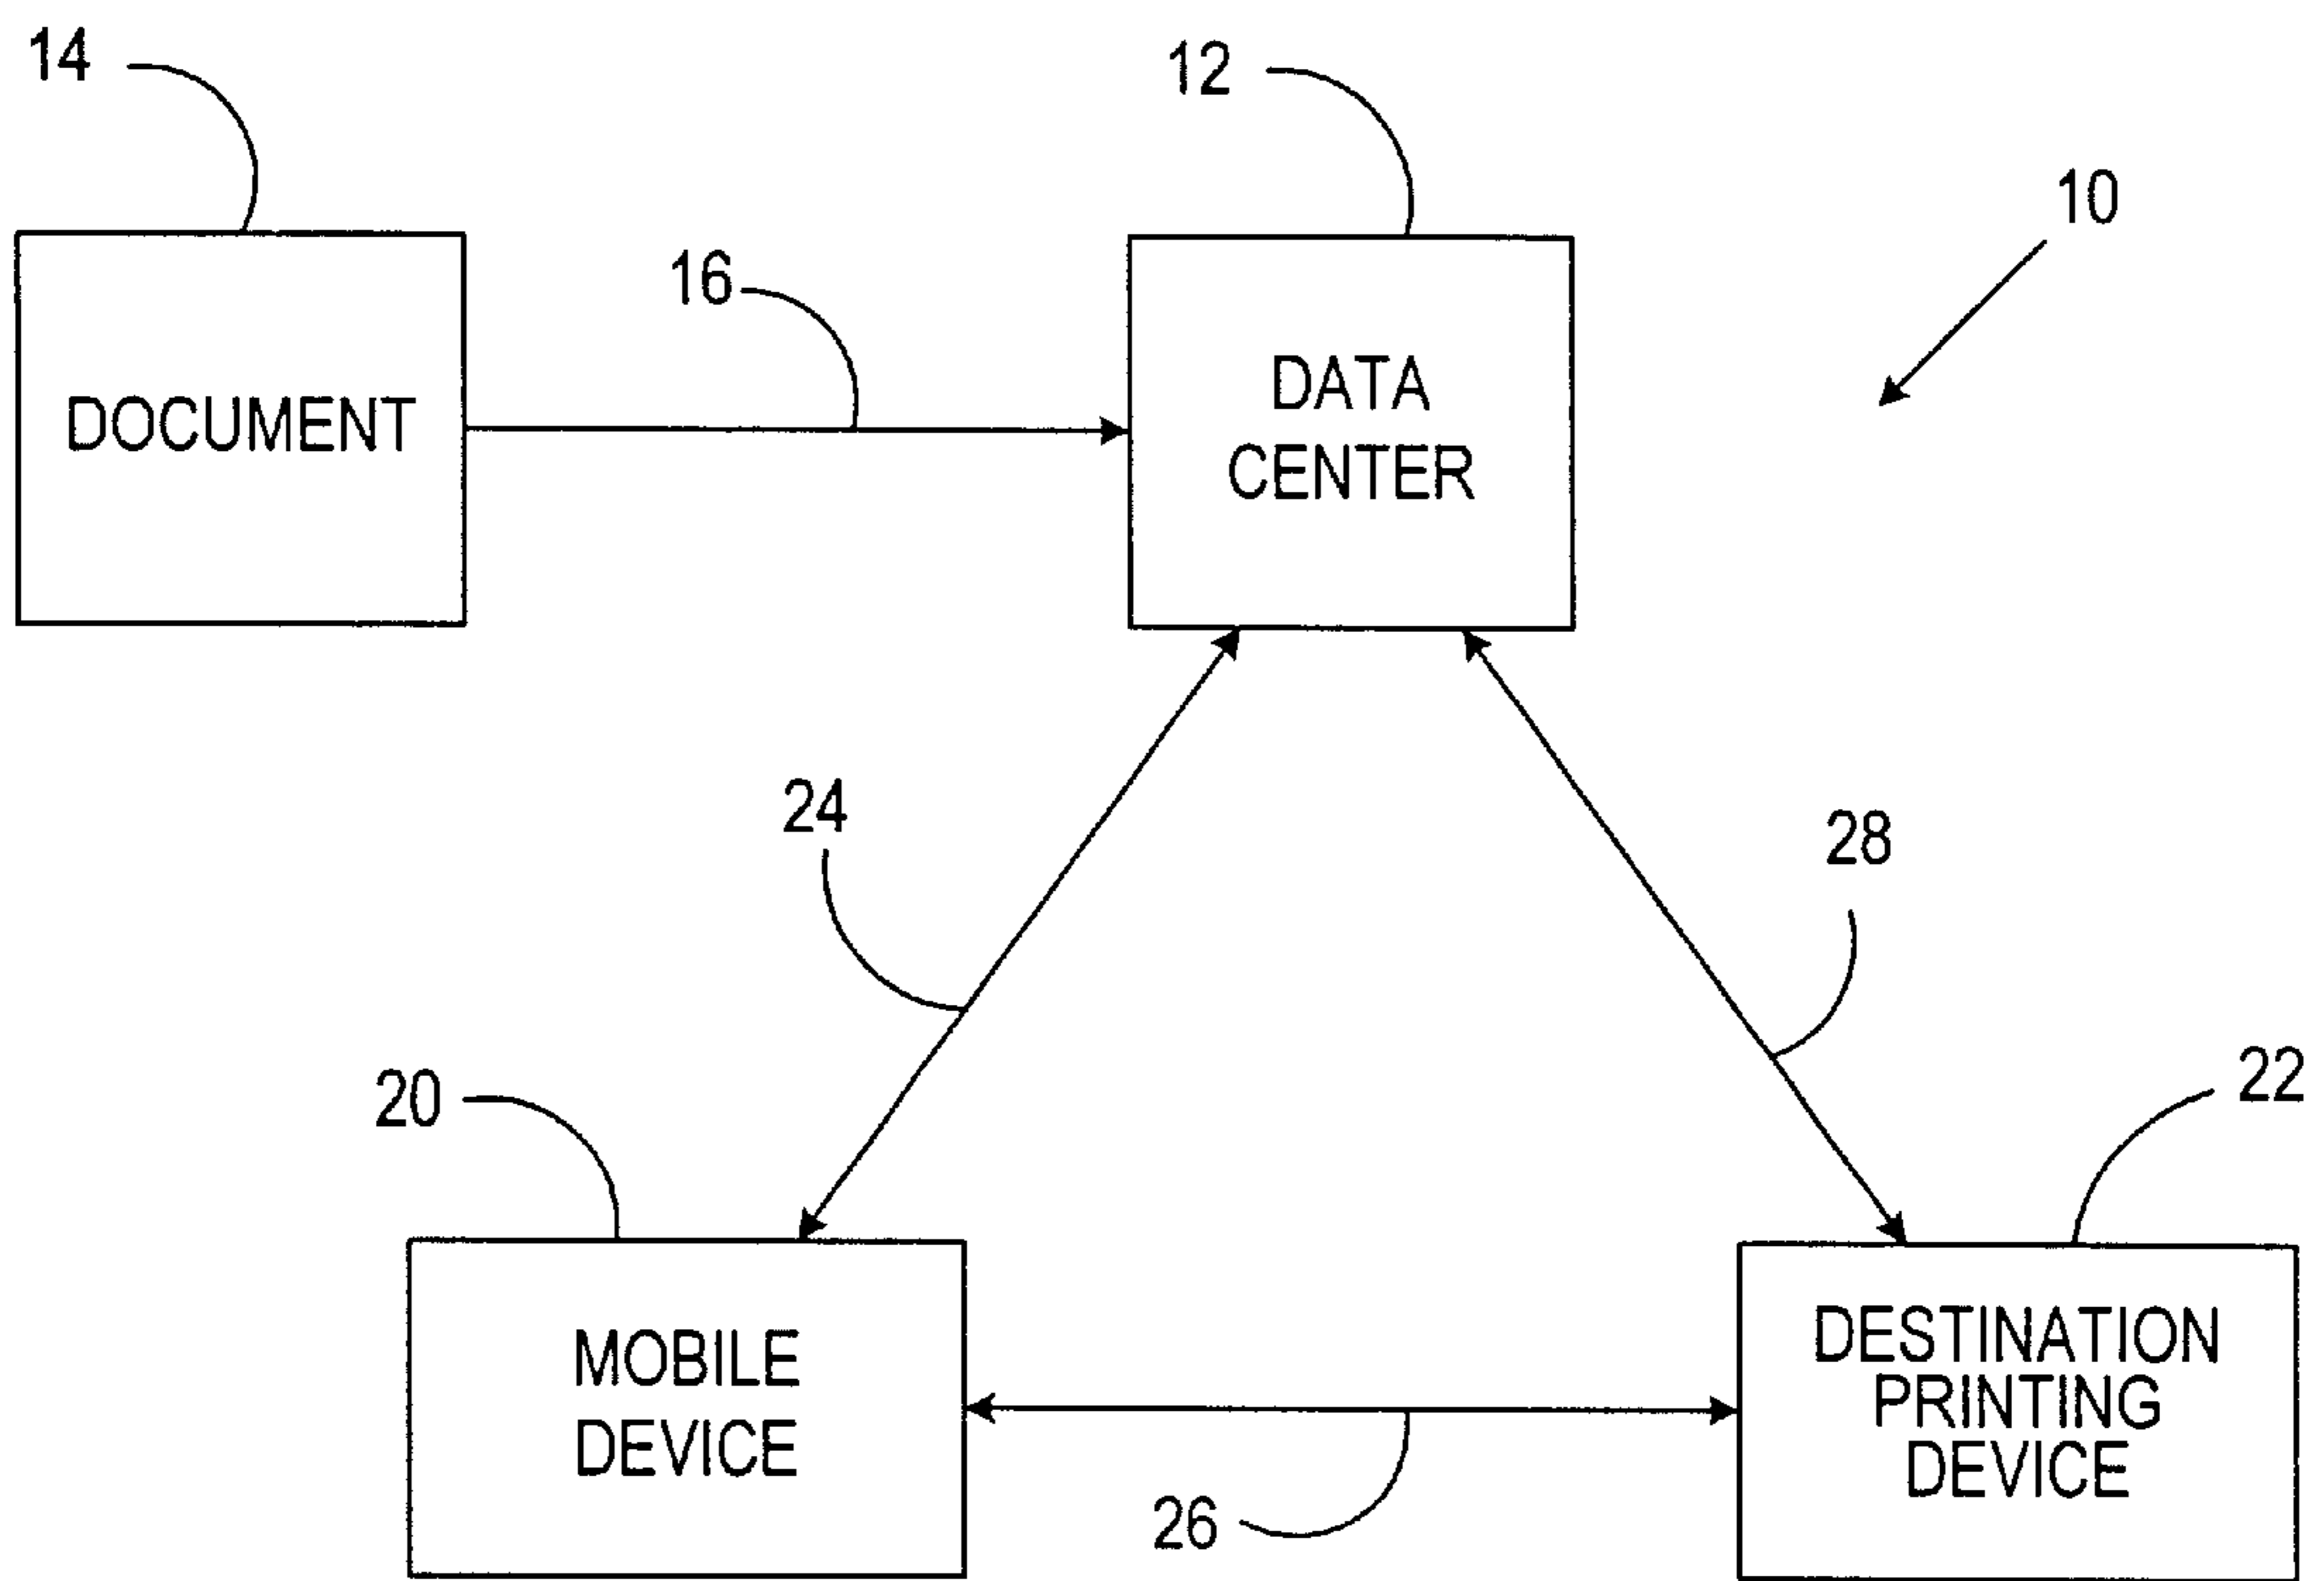 14
12
10
16
DOCUMENT
DATA
CENTER
24
28
20
22
MOBILE
DEVICE
DESTINATION
PRINTING
DEVICE
26